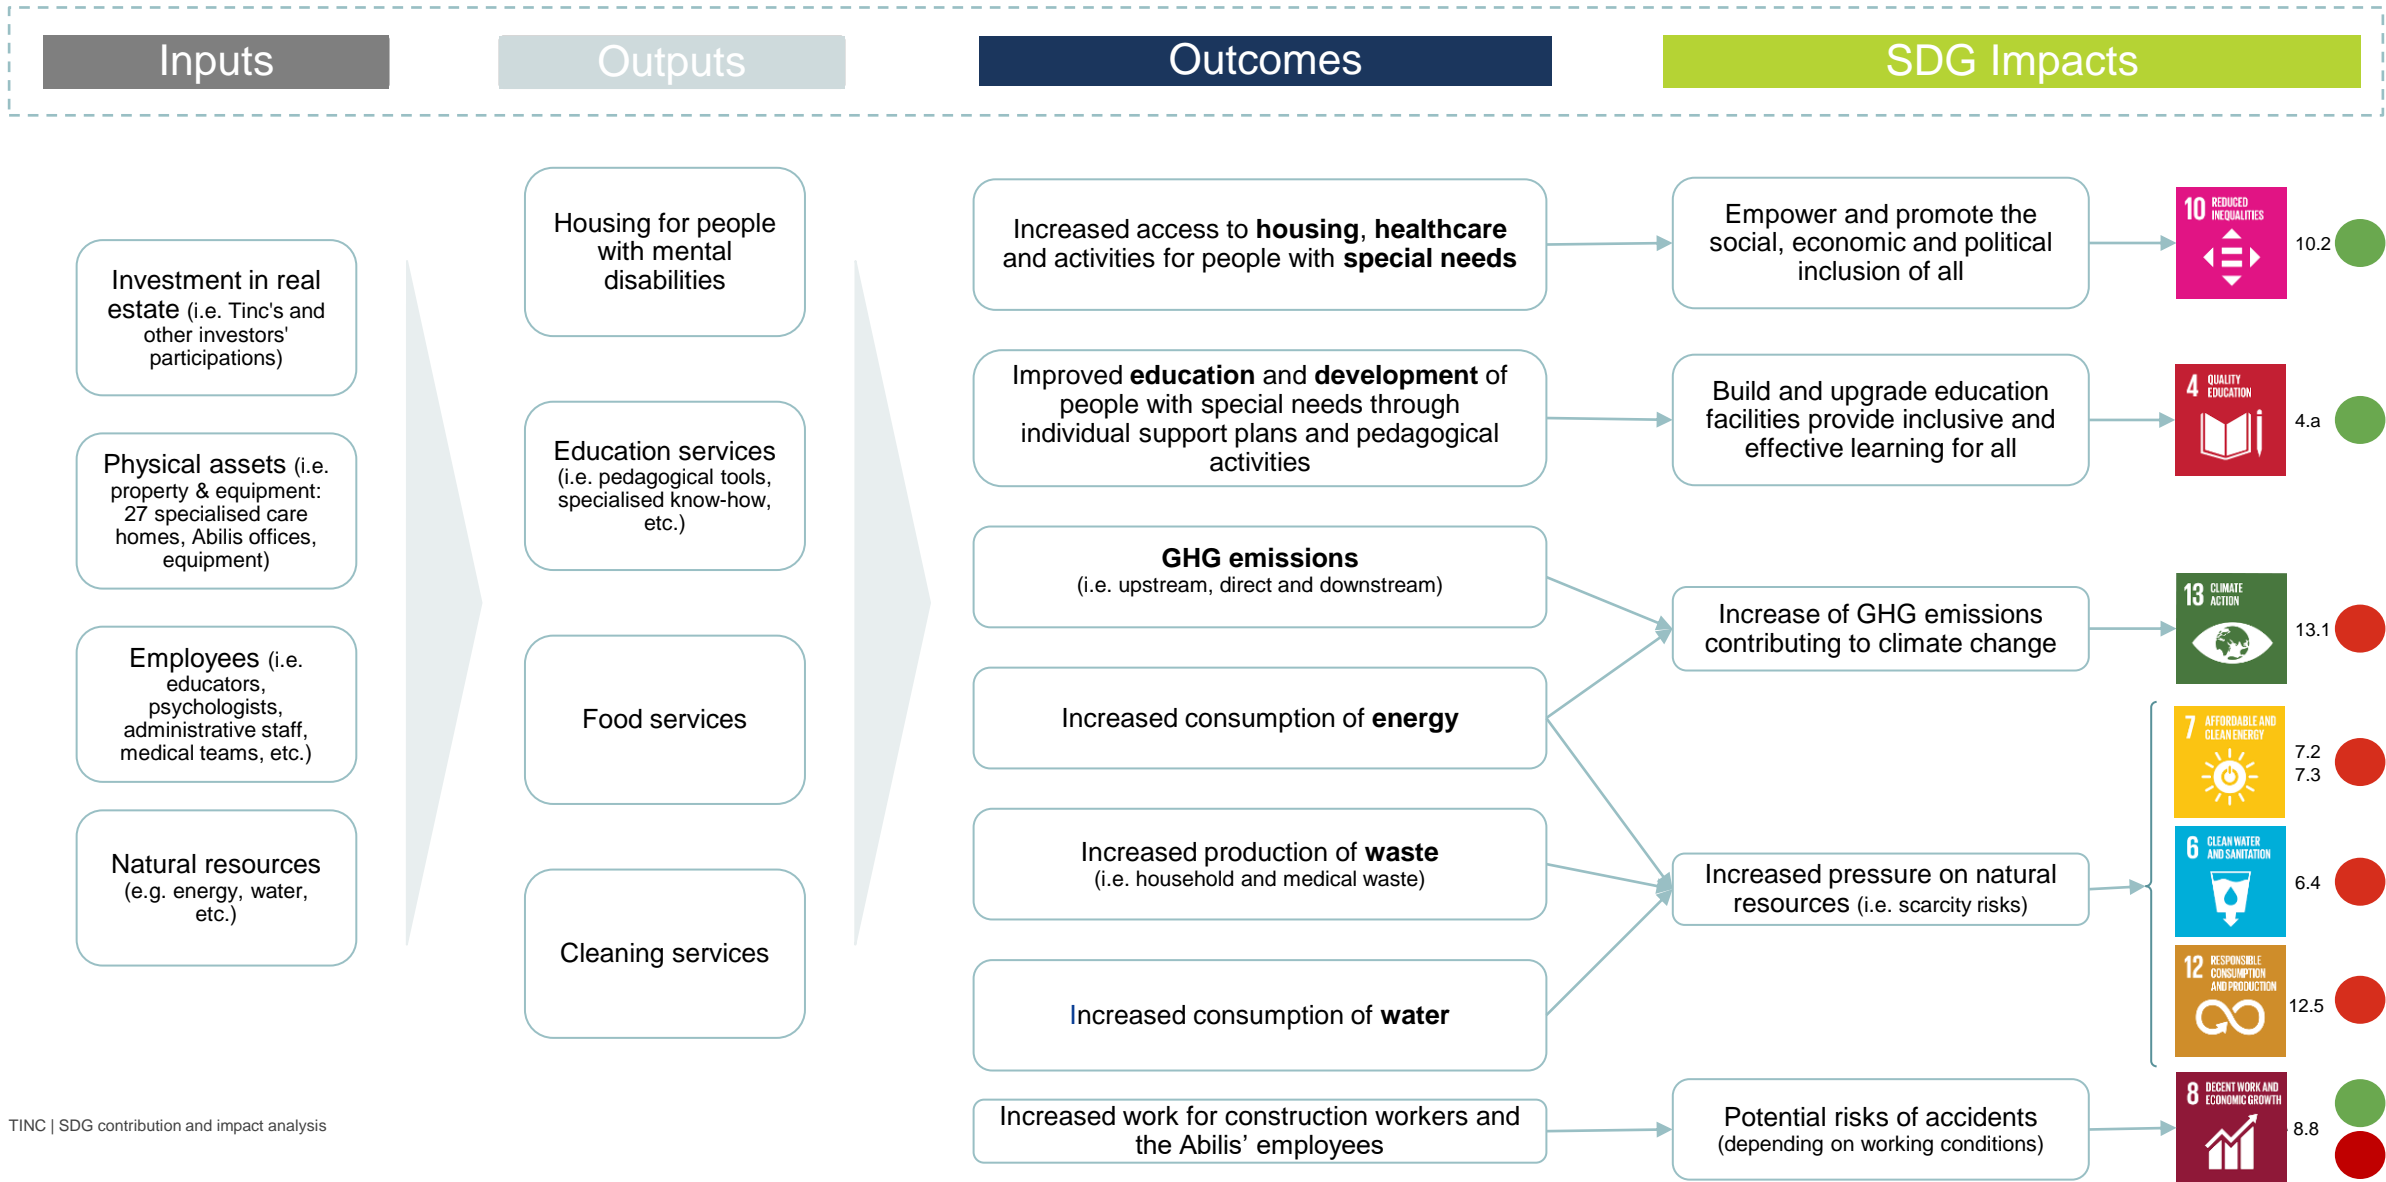 Inputs
Outputs
Outcomes
SDG Impacts
Investment in real
estate (i.e. Tinc's and
other investors'
participations)
Physical assets (i.e.
property & equipment:
27 specialised care
homes, Abilis offices,
equipment)
Employees (i.e.
educators,
psychologists,
administrative staff,
medical teams, etc.)
Natural resources
(e.g. energy, water,
etc.)
Housing for people
with mental
disabilities
Education services
(i.e. pedagogical tools,
specialised know-how,
etc.)
Food services
Cleaning services
Increased access to housing, healthcare
and activities for people with special needs
Improved education and development of
people with special needs through
individual support plans and pedagogical
activities
GHG emissions
(i.e. upstream, direct and downstream)
Increased consumption of energy
Increased production of waste
(i.e. household and medical waste)
Increased consumption of water
Increased work for construction workers and
the Abilis’ employees
Empower and promote the
social, economic and political
inclusion of all
Build and upgrade education
facilities provide inclusive and
effective learning for all
Increase of GHG emissions
contributing to climate change
Increased pressure on natural
resources (i.e. scarcity risks)
Potential risks of accidents
(depending on working conditions)
10 REDUCED
INEQUALITIES
10.2
4 QUALITY
EDUCATION
4.a
13 CLIMATE
ACTION
13.1
7 AFFORDABLE AND
CLEAN ENERGY
7.2
7.3
6 CLEAN WATER
AND SANITATION
6.4
12 RESPONSIBLE
CONSUMPTION
AND PRODUCTION
12.5
8 DECENT WORK AND
ECONOMIC GROWTH
8.8
TINC | SDG contribution and impact analysis